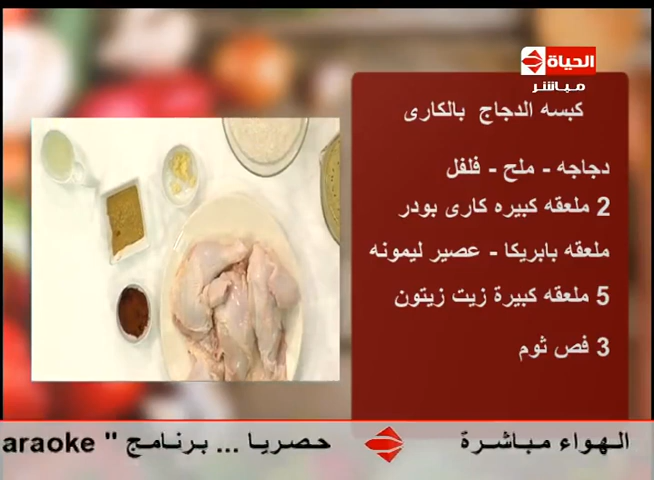 الحياة
مباشر
كبسه الدجاج بالكارى
دجاجه - ملح - فلفل
2 ملعقه كبيره كارى بودر
ملعقه بابريكا - عصير ليمونه
5 ملعقه كبيرة زيت زيتون
3 فص ثوم
الهواء مباشرة حصريا ... برنامج " araoke